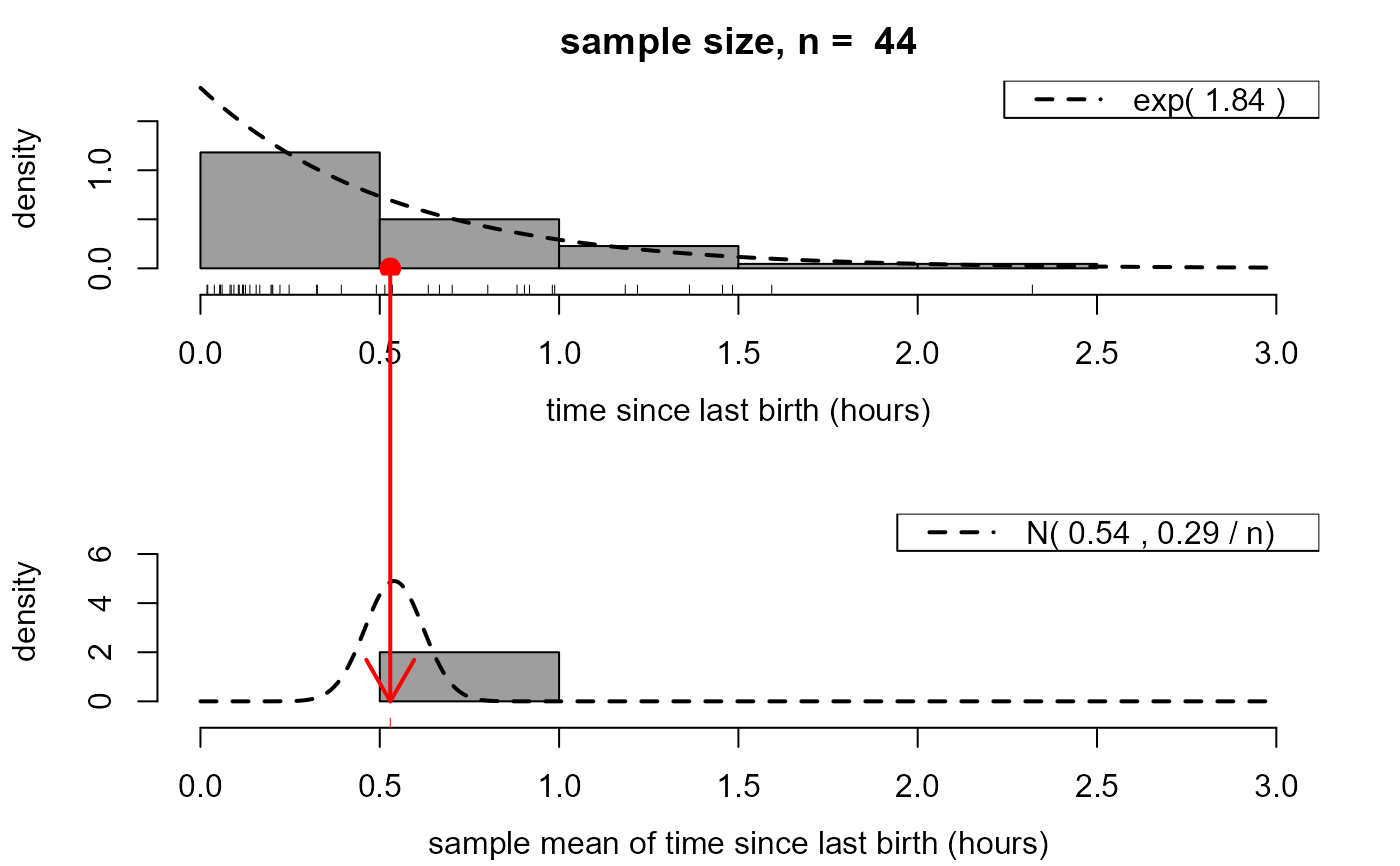 sample size, n =  44
exp( 1.84 )
density
0.0 1.0
0.0 0.5 1.0 1.5 2.0 2.5 3.0
time since last birth (hours)
N( 0.54 , 0.29 / n)
density
0 2 4 6
0.0 0.5 1.0 1.5 2.0 2.5 3.0
sample mean of time since last birth (hours)